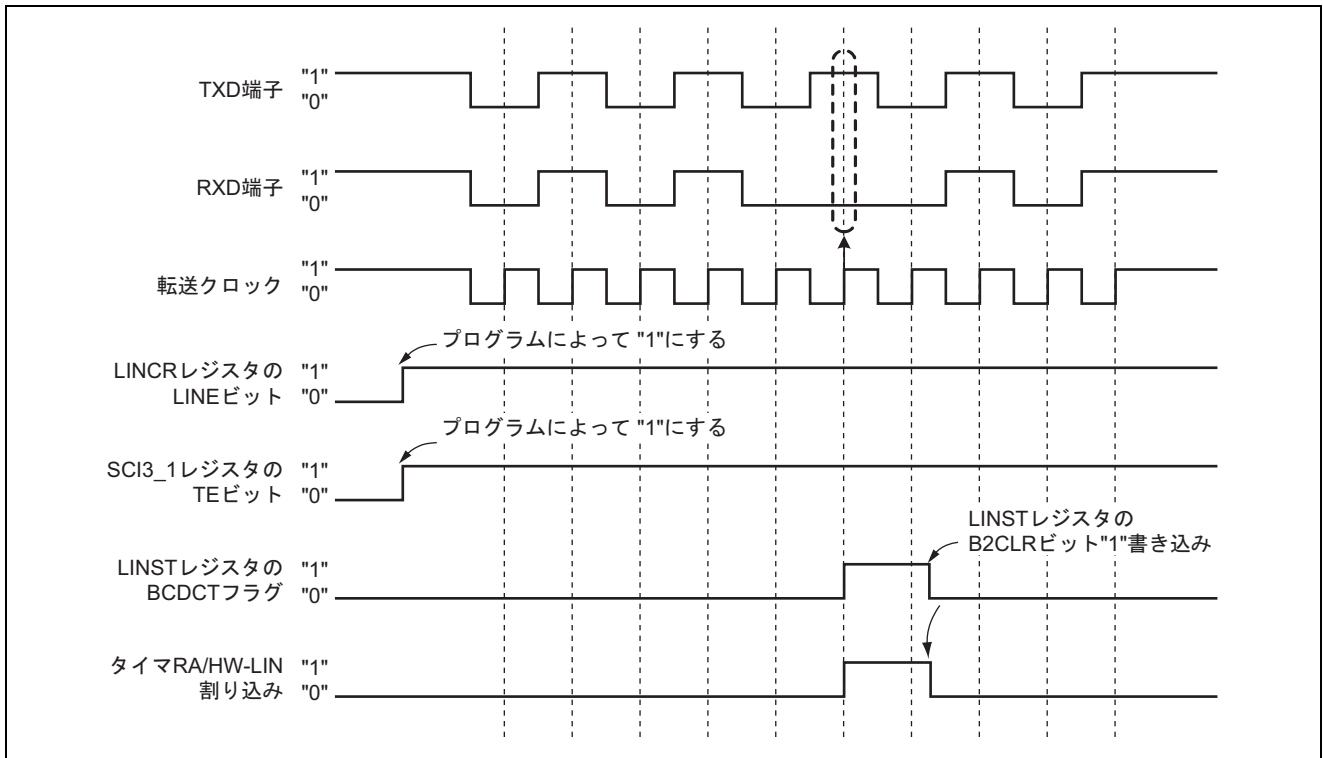 TXD端子 "1"
"0"
RXD端子 "1"
"0"
転送クロック "1"
"0"
プログラムによって "1"にする
LINCRレジスタの "1"
LINEビット "0"
プログラムによって "1"にする
SCI3_1レジスタの "1"
TEビット "0"
LINSTレジスタの
B2CLRビット"1"書き込み
LINSTレジスタの "1"
BCDCTフラグ "0"
タイマRA/HW-LIN "1"
割り込み "0"